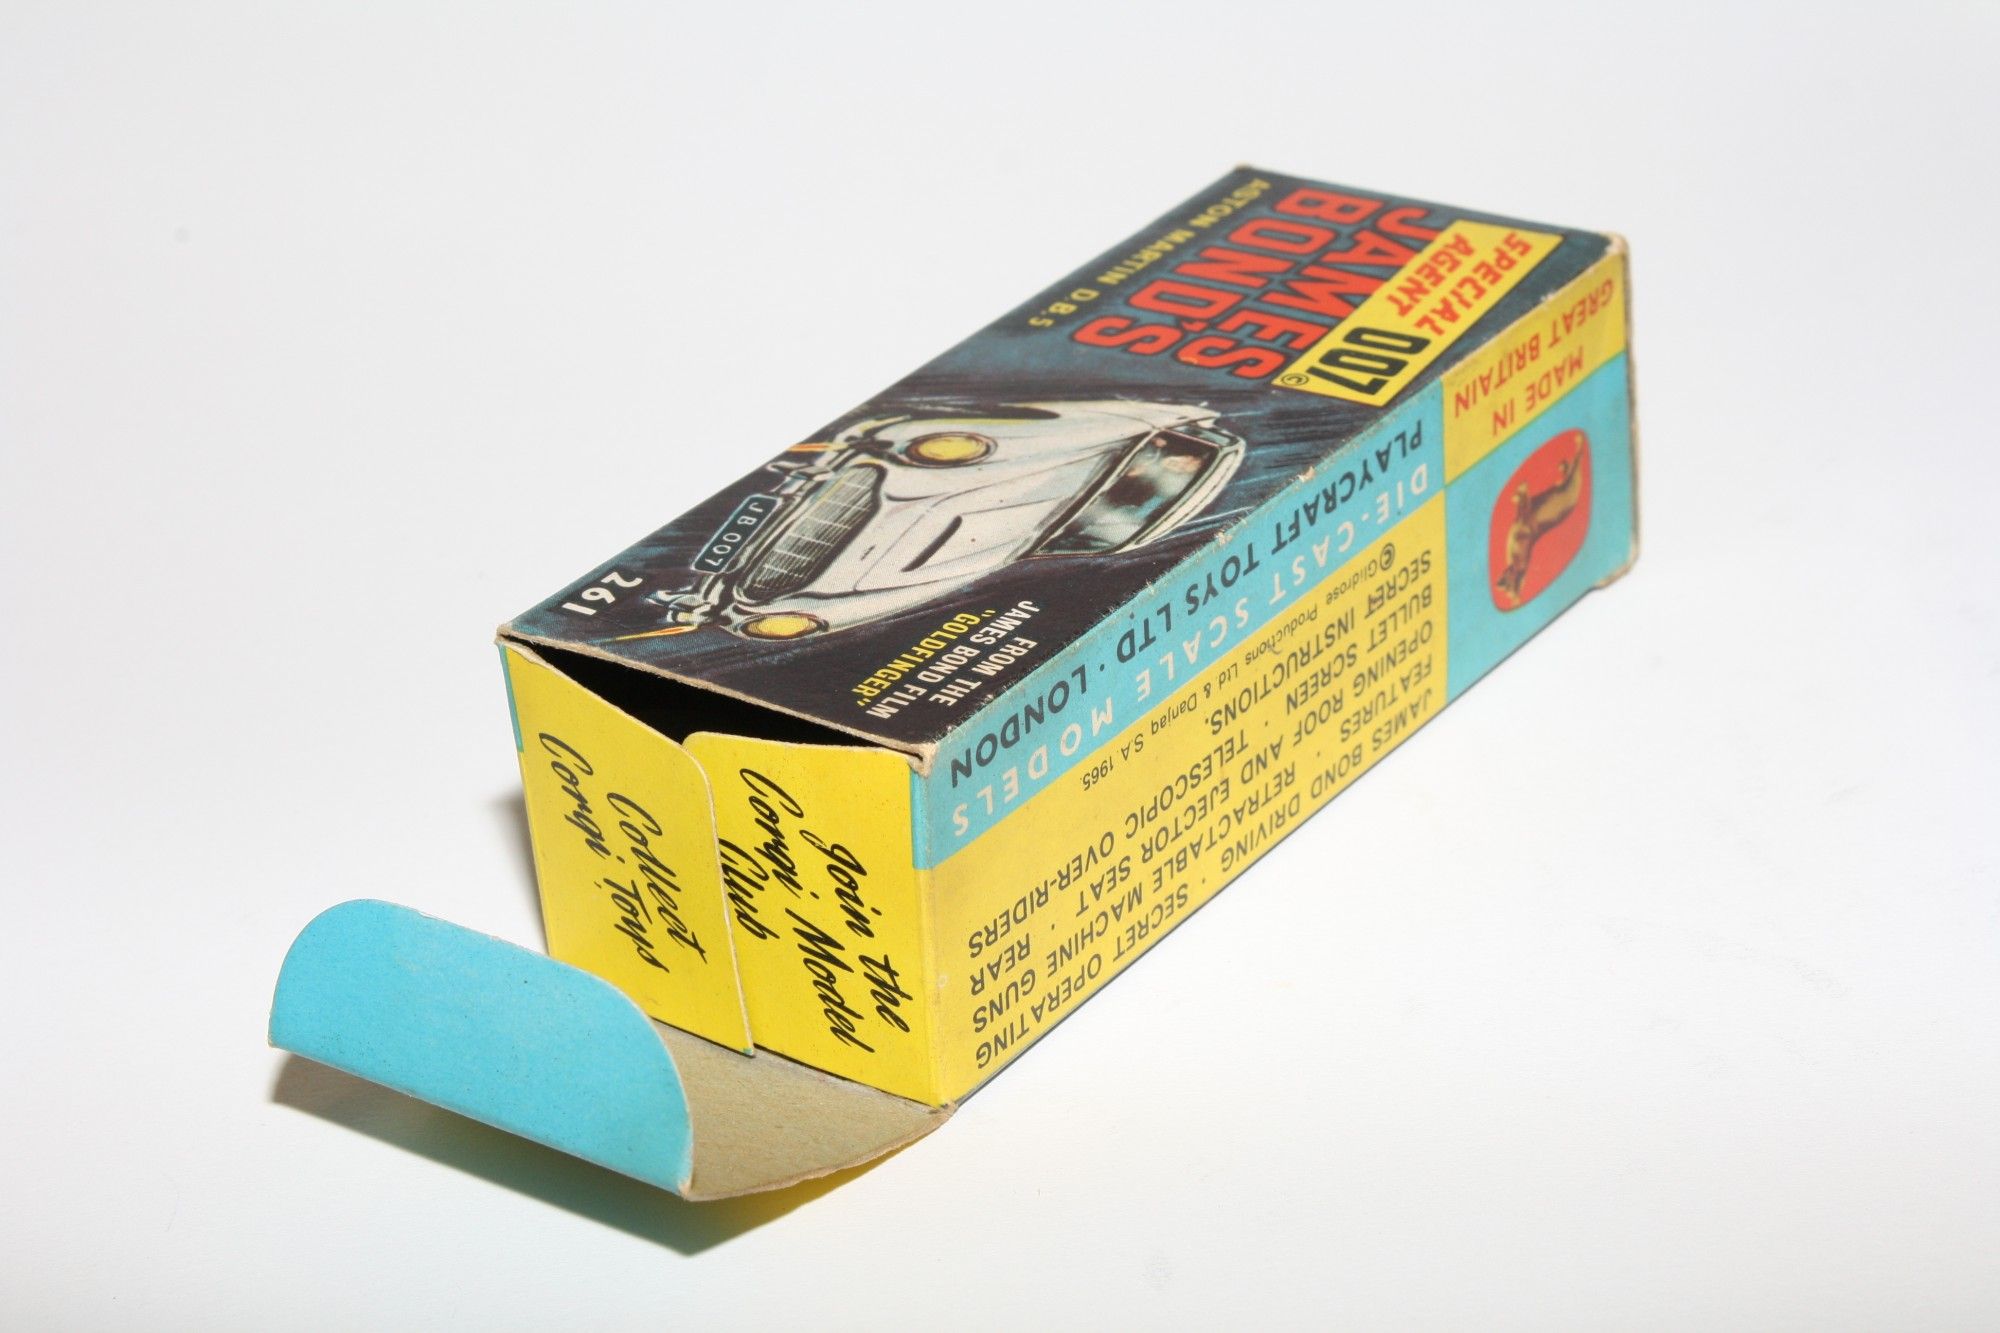 SPECIAL
AGENT 007 ©
JAMES
BOND'S
ASTON MARTIN D.B.5
JB 007
FROM THE
JAMES BOND FILM
"GOLDFINGER"
261
MADE IN
GREAT BRITAIN
PLAYCRAFT TOYS LTD · LONDON
DIE-CAST SCALE MODELS
© Glidrose Productions Ltd. & Danjaq S.A. 1965.
JAMES BOND DRIVING · SECRET OPERATING
FEATURES · RETRACTABLE MACHINE GUNS
OPENING ROOF AND EJECTOR SEAT · REAR
BULLET SCREEN · TELESCOPIC OVER-RIDERS
SECRET INSTRUCTIONS.
Join the
Corgi Model
Club
Collect
Corgi Toys